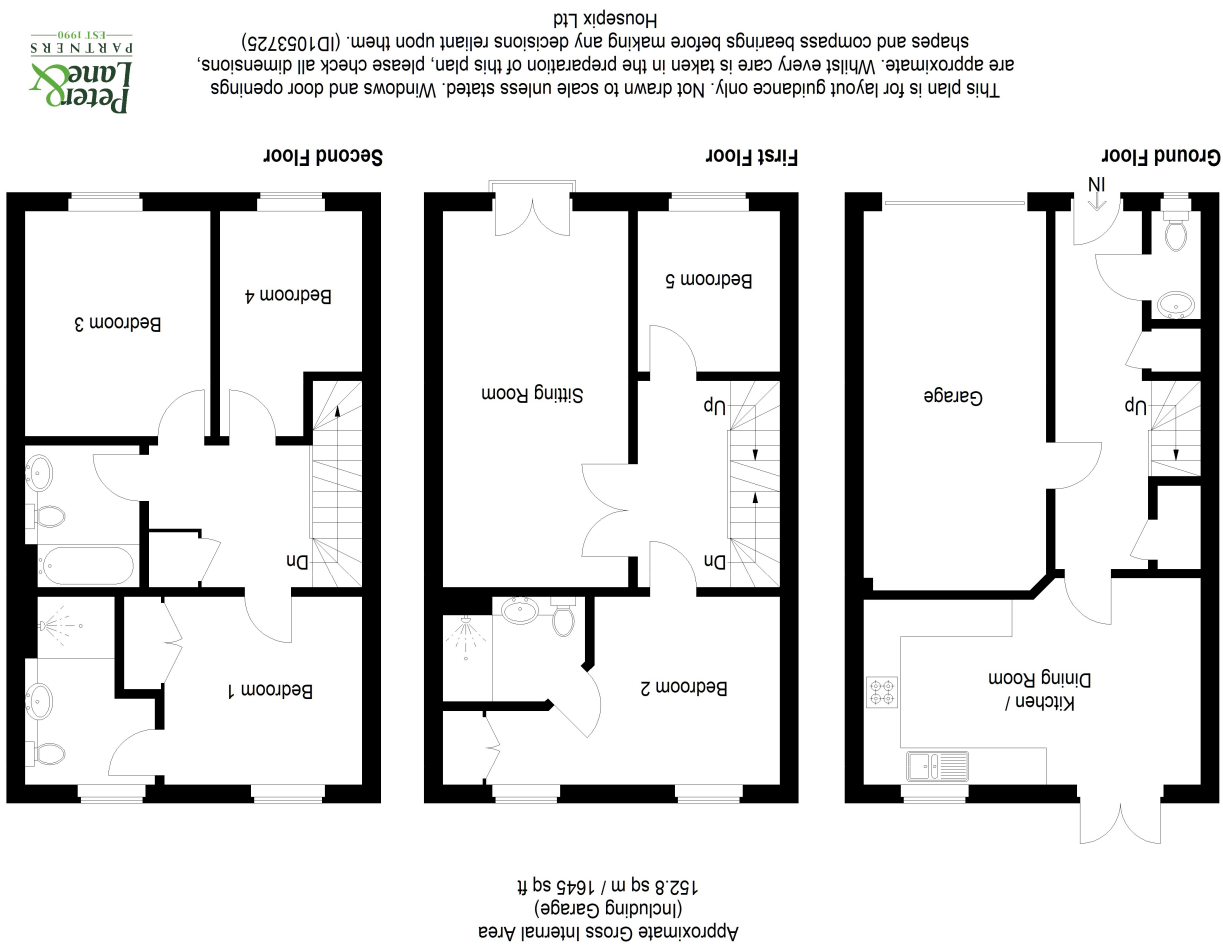 Approximate Gross Internal Area
(Including Garage)
152.8 sq m / 1645 sq ft
Kitchen /
Dining Room
Garage
Up
IN
Ground Floor
Bedroom 2
Dn
Up
Sitting Room
Bedroom 5
First Floor
Bedroom 1
Dn
Bedroom 3
Bedroom 4
Second Floor
This plan is for layout guidance only. Not drawn to scale unless stated. Windows and door openings
are approximate. Whilst every care is taken in the preparation of this plan, please check all dimensions,
shapes and compass bearings before making any decisions reliant upon them. (ID1053725)
Housepix Ltd
Peter &
Lane
PARTNERS
EST 1990